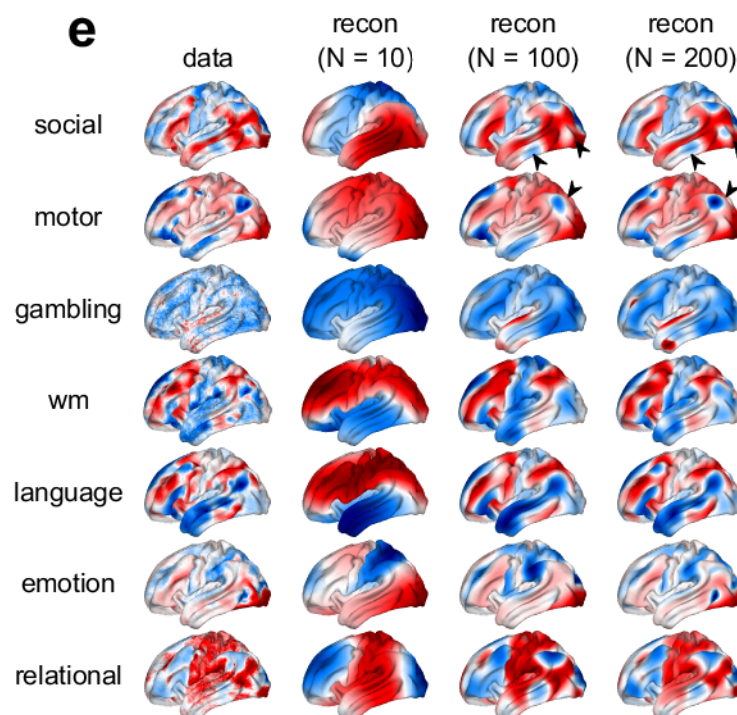 e
data
recon
(N = 10)
recon
(N = 100)
recon
(N = 200)
social
motor
gambling
wm
language
emotion
relational